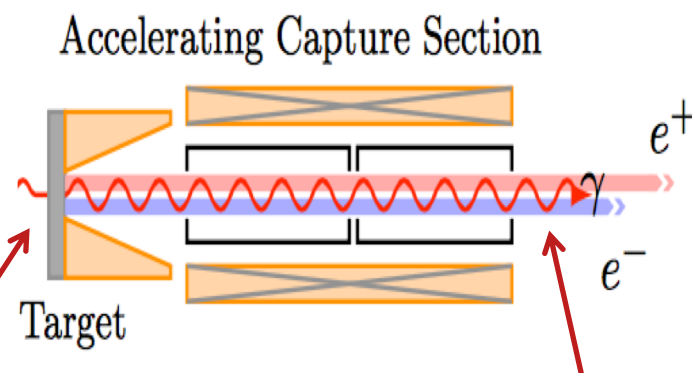 Accelerating Capture Section
e⁺
γ
e⁻
Target